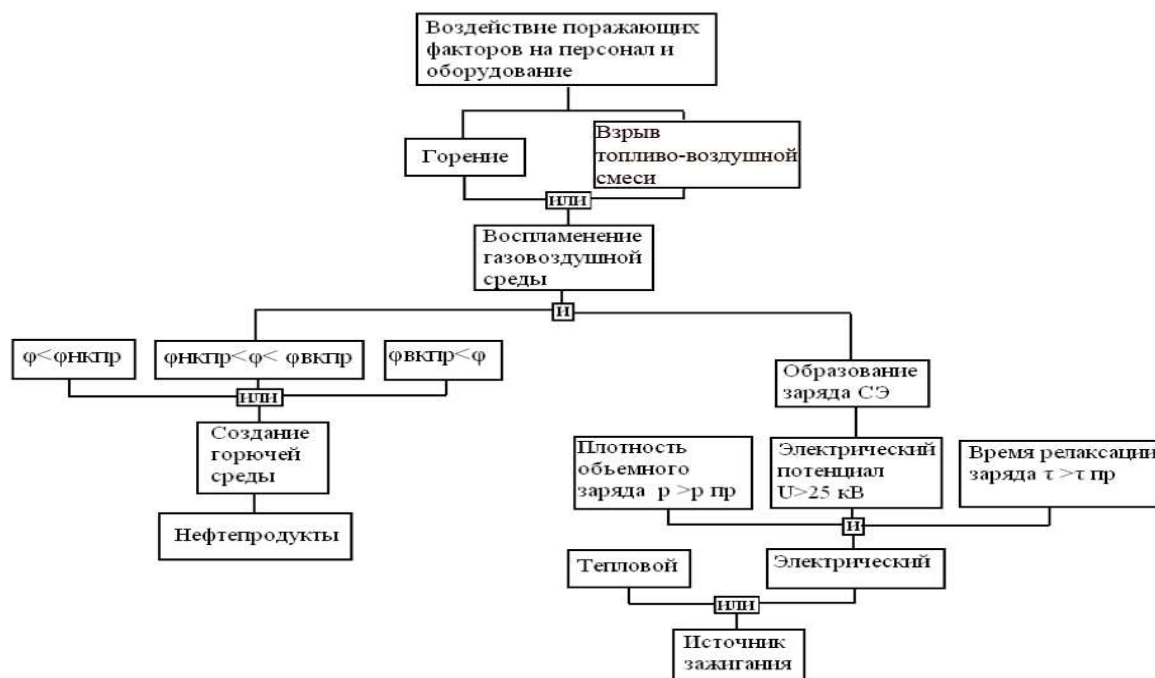 Воздействие поражающих
факторов на персонал и
оборудование
Горение
Взрыв
топливо-воздушной
смеси
ИЛИ
Воспламенение
газовоздушной
среды
И
φ<φнкпр
φнкпр<φ< φвкпр
φвкпр<φ
ИЛИ
Образование
заряда СЭ
Создание
горючей
среды
Плотность
обьемного
заряда р >р пр
Электрический
потенциал
U>25 кВ
Время релаксации
заряда τ >τ пр
И
Нефтепродукты
Тепловой
Электрический
ИЛИ
Источник
зажигания